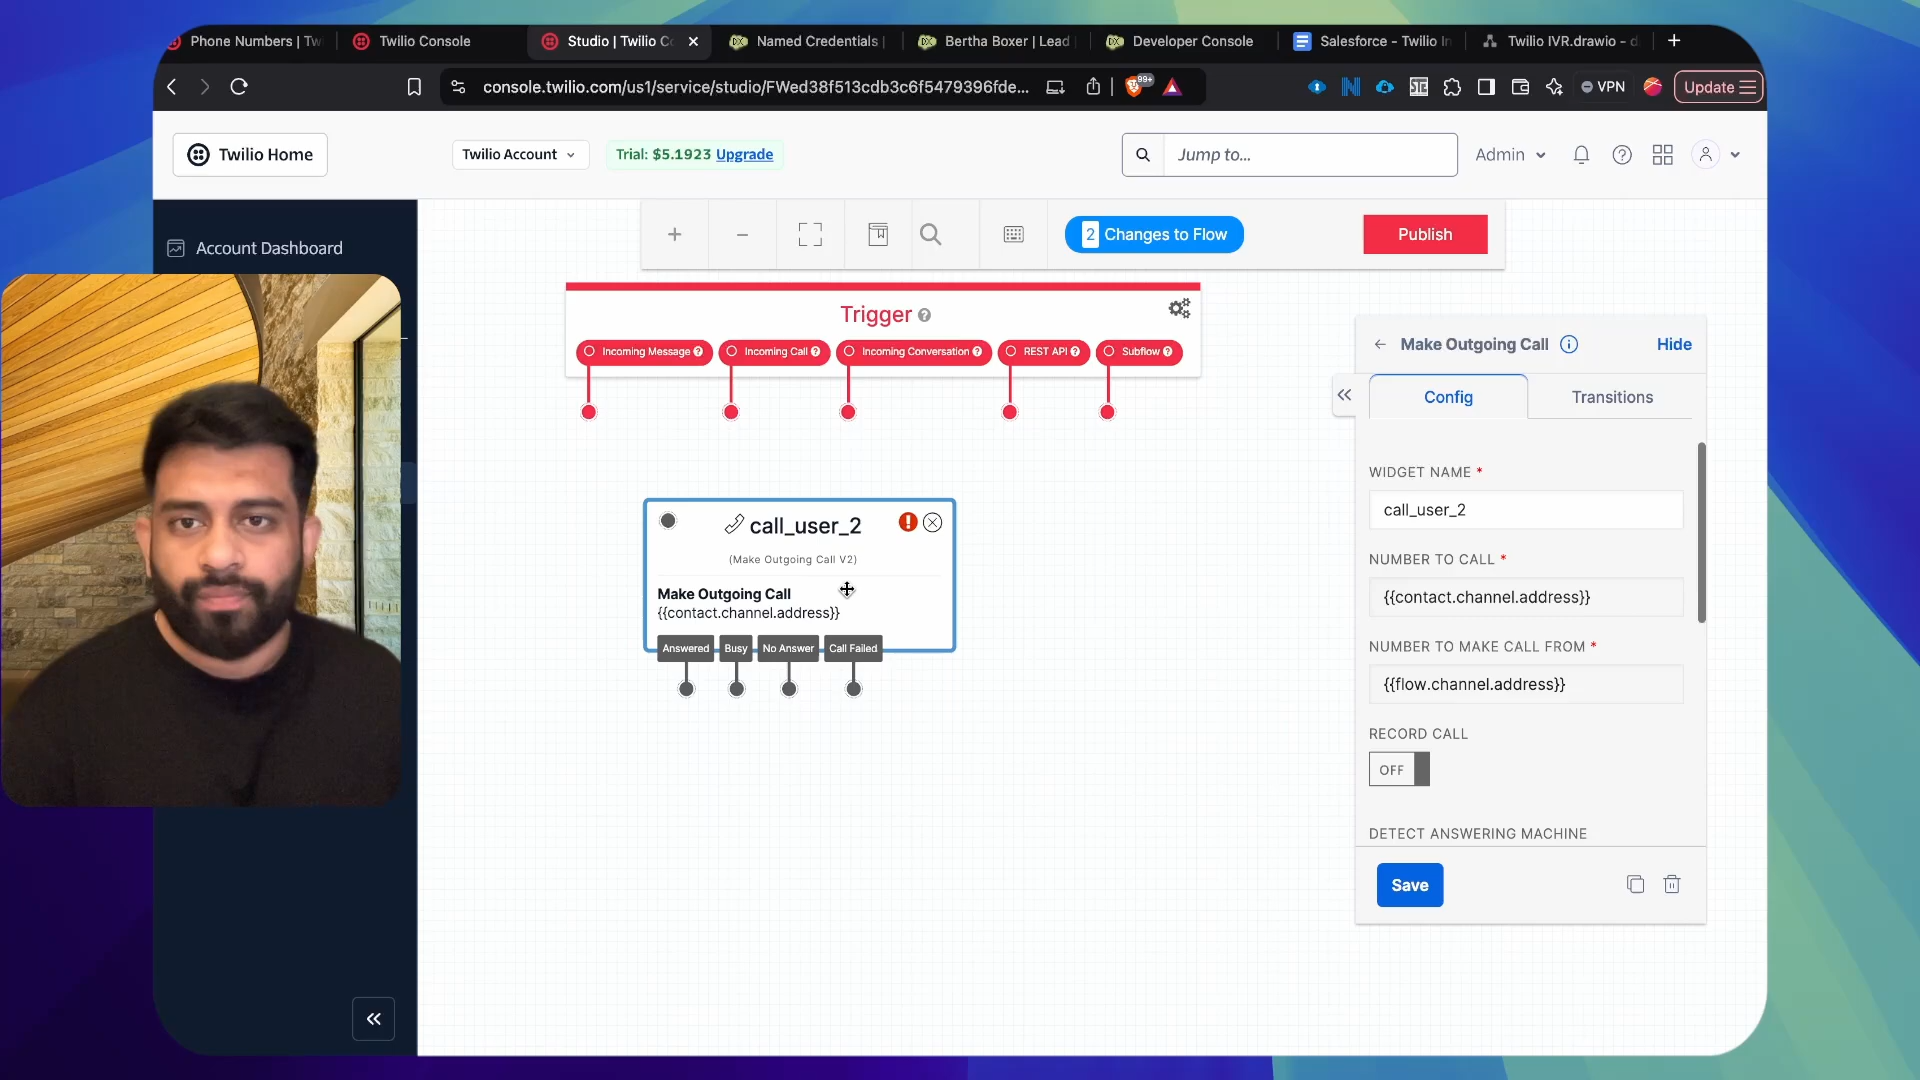 Phone Numbers | Tw
Twilio Console
Studio | Twilio Co
Named Credentials |
Bertha Boxer | Lead
Developer Console
Salesforce - Twilio In
Twilio IVR.drawio - d
console.twilio.com/us1/service/studio/FWed38f513cdb3c6f5479396fde...
99+
VPN
Update
Twilio Home
Twilio Account
Trial: $5.1923 Upgrade
Jump to...
Admin
Account Dashboard
2 Changes to Flow
Publish
Trigger
Incoming Message
Incoming Call
Incoming Conversation
REST API
Subflow
call_user_2
(Make Outgoing Call V2)
Make Outgoing Call
{{contact.channel.address}}
Answered
Busy
No Answer
Call Failed
Make Outgoing Call
Hide
Config
Transitions
WIDGET NAME *
call_user_2
NUMBER TO CALL *
{{contact.channel.address}}
NUMBER TO MAKE CALL FROM *
{{flow.channel.address}}
RECORD CALL
OFF
DETECT ANSWERING MACHINE
Save